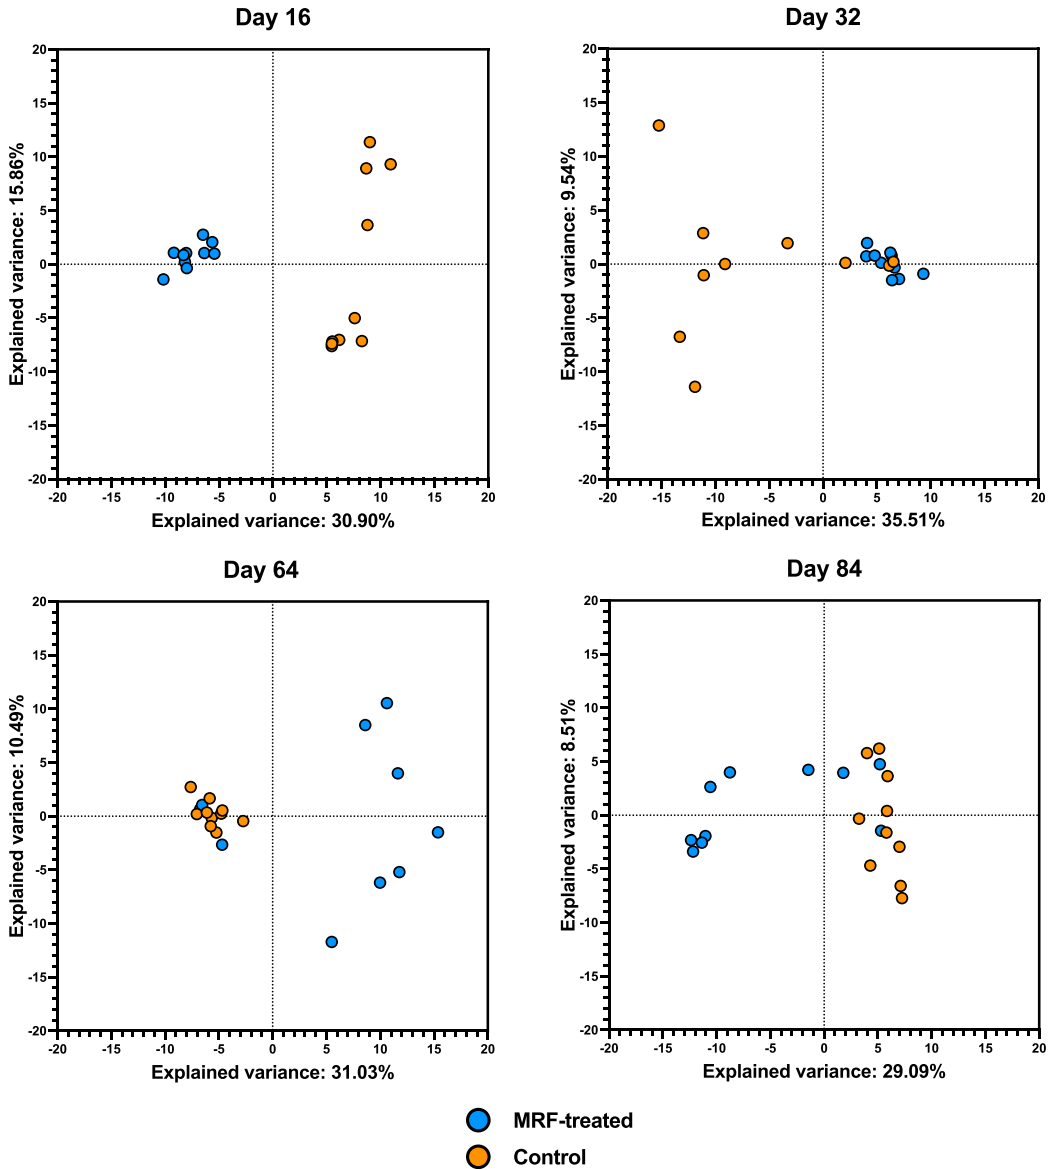 Day 16
20
15
10
5
0
-5
-10
-15
-20
-20 -15 -10 -5 0 5 10 15 20
Explained variance: 15.86%
Explained variance: 30.90%
Day 32
20
15
10
5
0
-5
-10
-15
-20
-20 -15 -10 -5 0 5 10 15 20
Explained variance: 9.54%
Explained variance: 35.51%
Day 64
20
15
10
5
0
-5
-10
-15
-20
-20 -15 -10 -5 0 5 10 15 20
Explained variance: 10.49%
Explained variance: 31.03%
Day 84
20
15
10
5
0
-5
-10
-15
-20
-20 -15 -10 -5 0 5 10 15 20
Explained variance: 8.51%
Explained variance: 29.09%
MRF-treated
Control